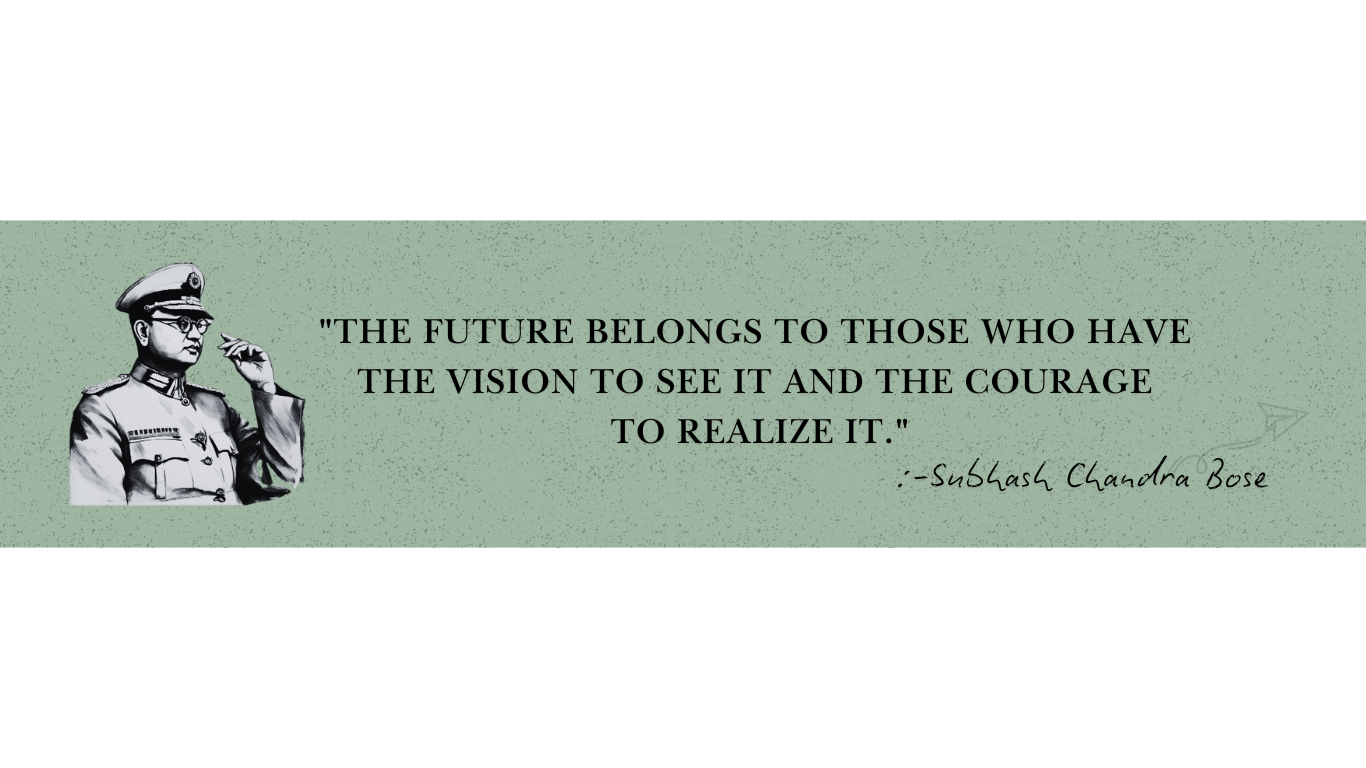 "THE FUTURE BELONGS TO THOSE WHO HAVE
THE VISION TO SEE IT AND THE COURAGE
TO REALIZE IT."
:-Subhash Chandra Bose